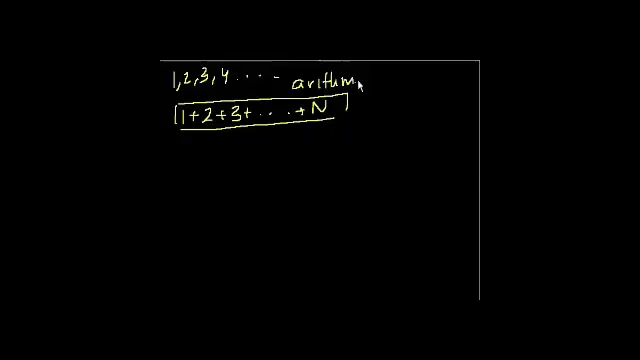 1, 2, 3, 4 ..... arithm
1 + 2 + 3 + .... + N